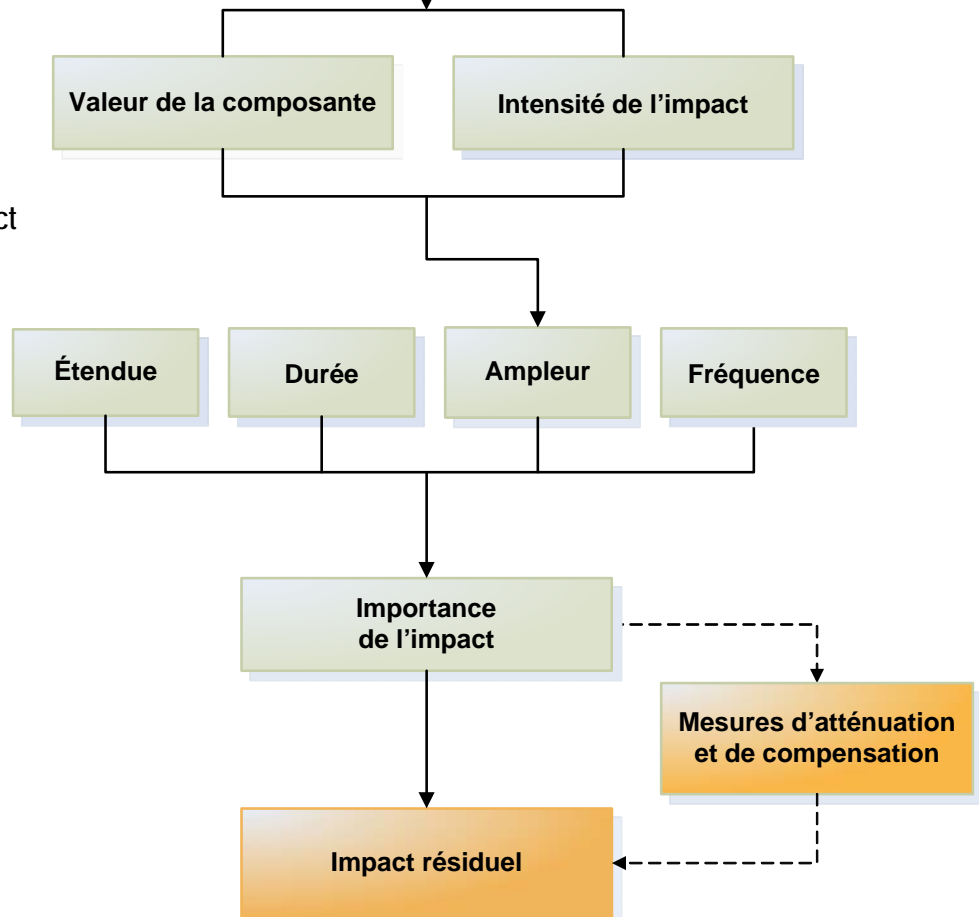 Valeur de la composante
Intensité de l'impact
ct
Étendue
Durée
Ampleur
Fréquence
Importance
de l'impact
Mesures d'atténuation
et de compensation
Impact résiduel